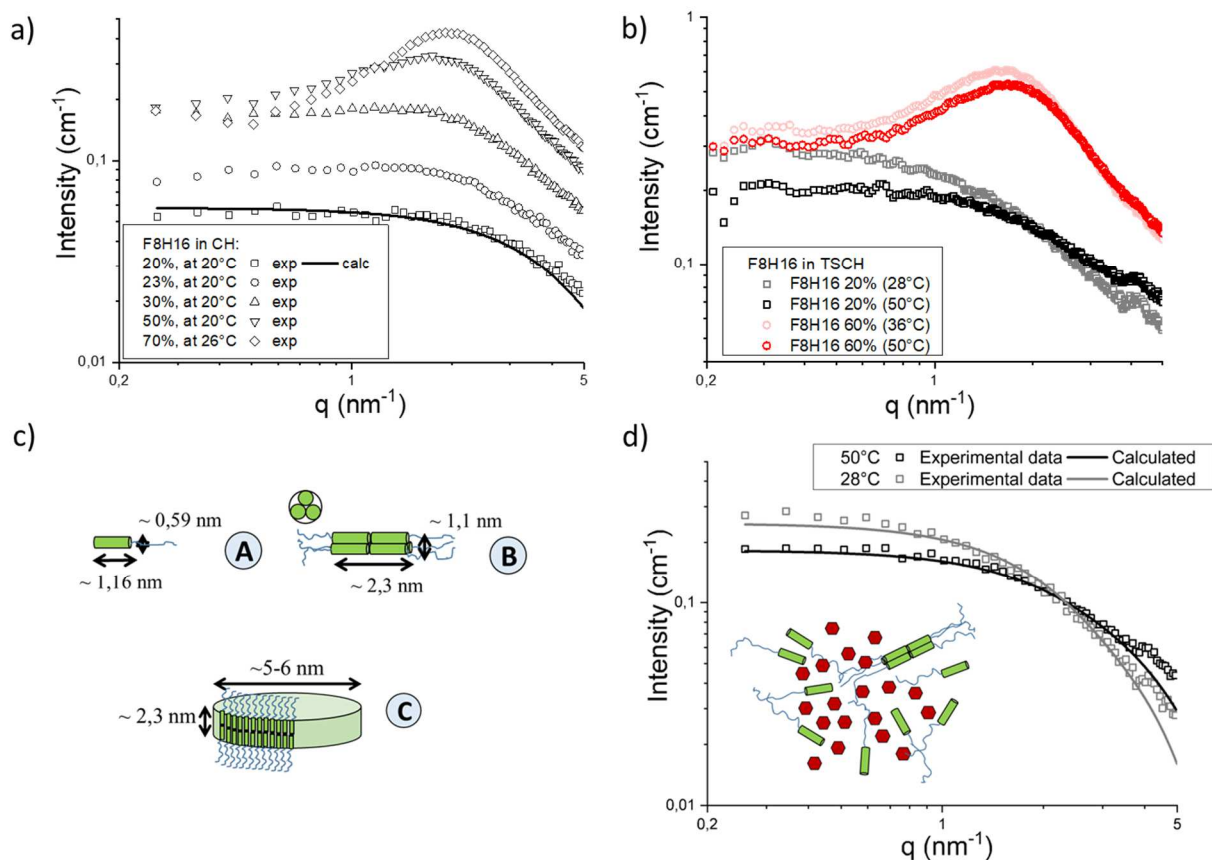 a)
Intensity (cm⁻¹)
0,1
0,01
F8H16 in CH:
20%, at 20°C □ exp — calc
23%, at 20°C ○ exp
30%, at 20°C △ exp
50%, at 20°C ▽ exp
70%, at 26°C ◇ exp
0,2 1 5
q (nm⁻¹)
b)
Intensity (cm⁻¹)
1
0,1
F8H16 in TSCH
F8H16 20% (28°C)
F8H16 20% (50°C)
F8H16 60% (36°C)
F8H16 60% (50°C)
0,2 1
q (nm⁻¹)
c)
~ 0,59 nm
~ 1,16 nm
A
~ 1,1 nm
~ 2,3 nm
B
~5-6 nm
~ 2,3 nm
C
d)
50°C □ Experimental data — Calculated
28°C □ Experimental data — Calculated
Intensity (cm⁻¹)
0,1
0,01
0,2 1 5
q (nm⁻¹)